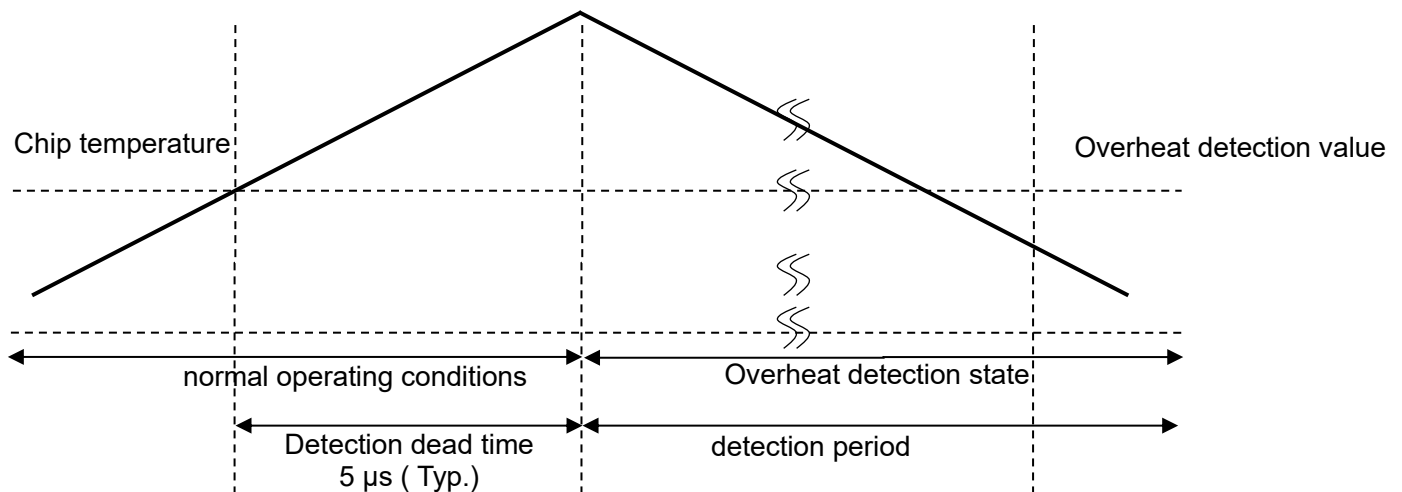 Chip temperature
Overheat detection value
normal operating conditions
Overheat detection state
Detection dead time
5 μs ( Typ.)
detection period